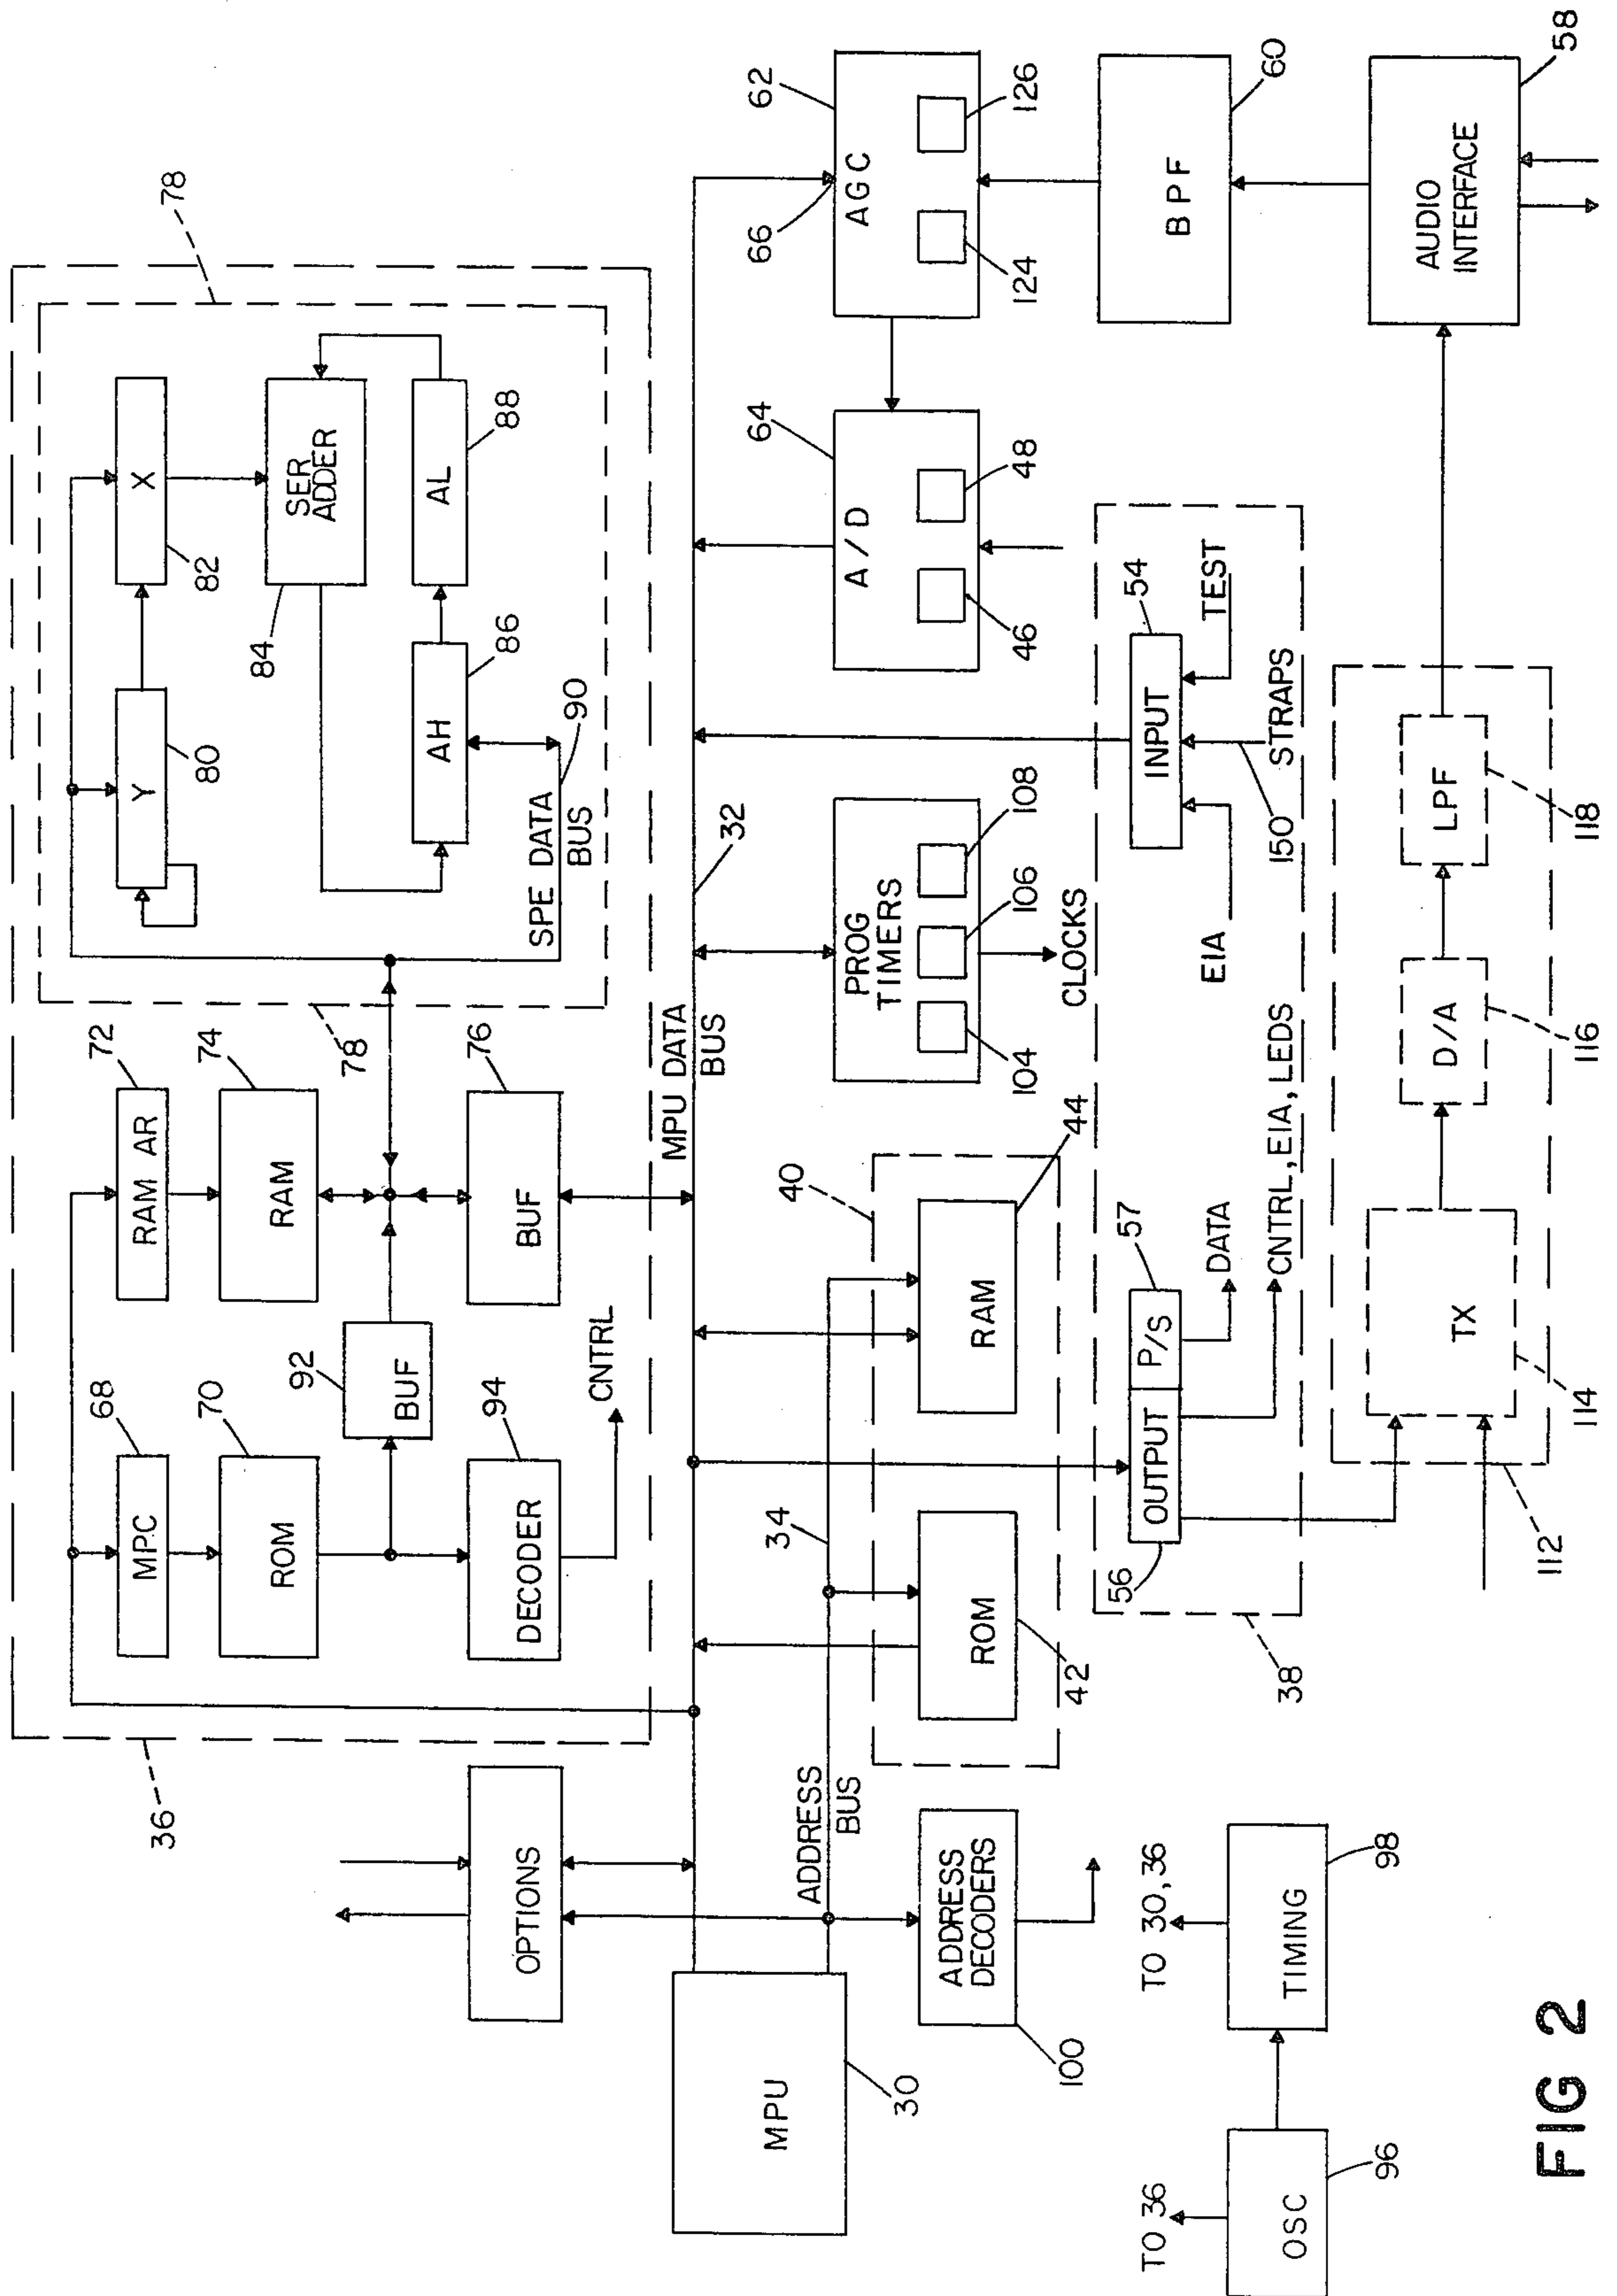 36
68
MPC
70
ROM
94
DECODER
CNTRL
92
BUF
72
RAM AR
74
RAM
76
BUF
78
78
Y
80
X
82
SER
ADDER
84
AH
86
AL
88
SPE DATA
BUS
90
OPTIONS
MPU
30
MPU DATA
BUS
32
ADDRESS
BUS
34
ADDRESS
DECODERS
100
40
ROM
42
RAM
44
PROG
TIMERS
104
106
108
CLOCKS
A/D
64
46
48
AGC
62
66
124
126
BPF
60
AUDIO
INTERFACE
58
38
OUTPUT
56
P/S
57
DATA
CNTRL, EIA, LEDS
INPUT
54
EIA
150
STRAPS
TEST
112
TX
114
D/A
116
LPF
118
TO 36
OSC
96
TO 30, 36
TIMING
98
FIG 2